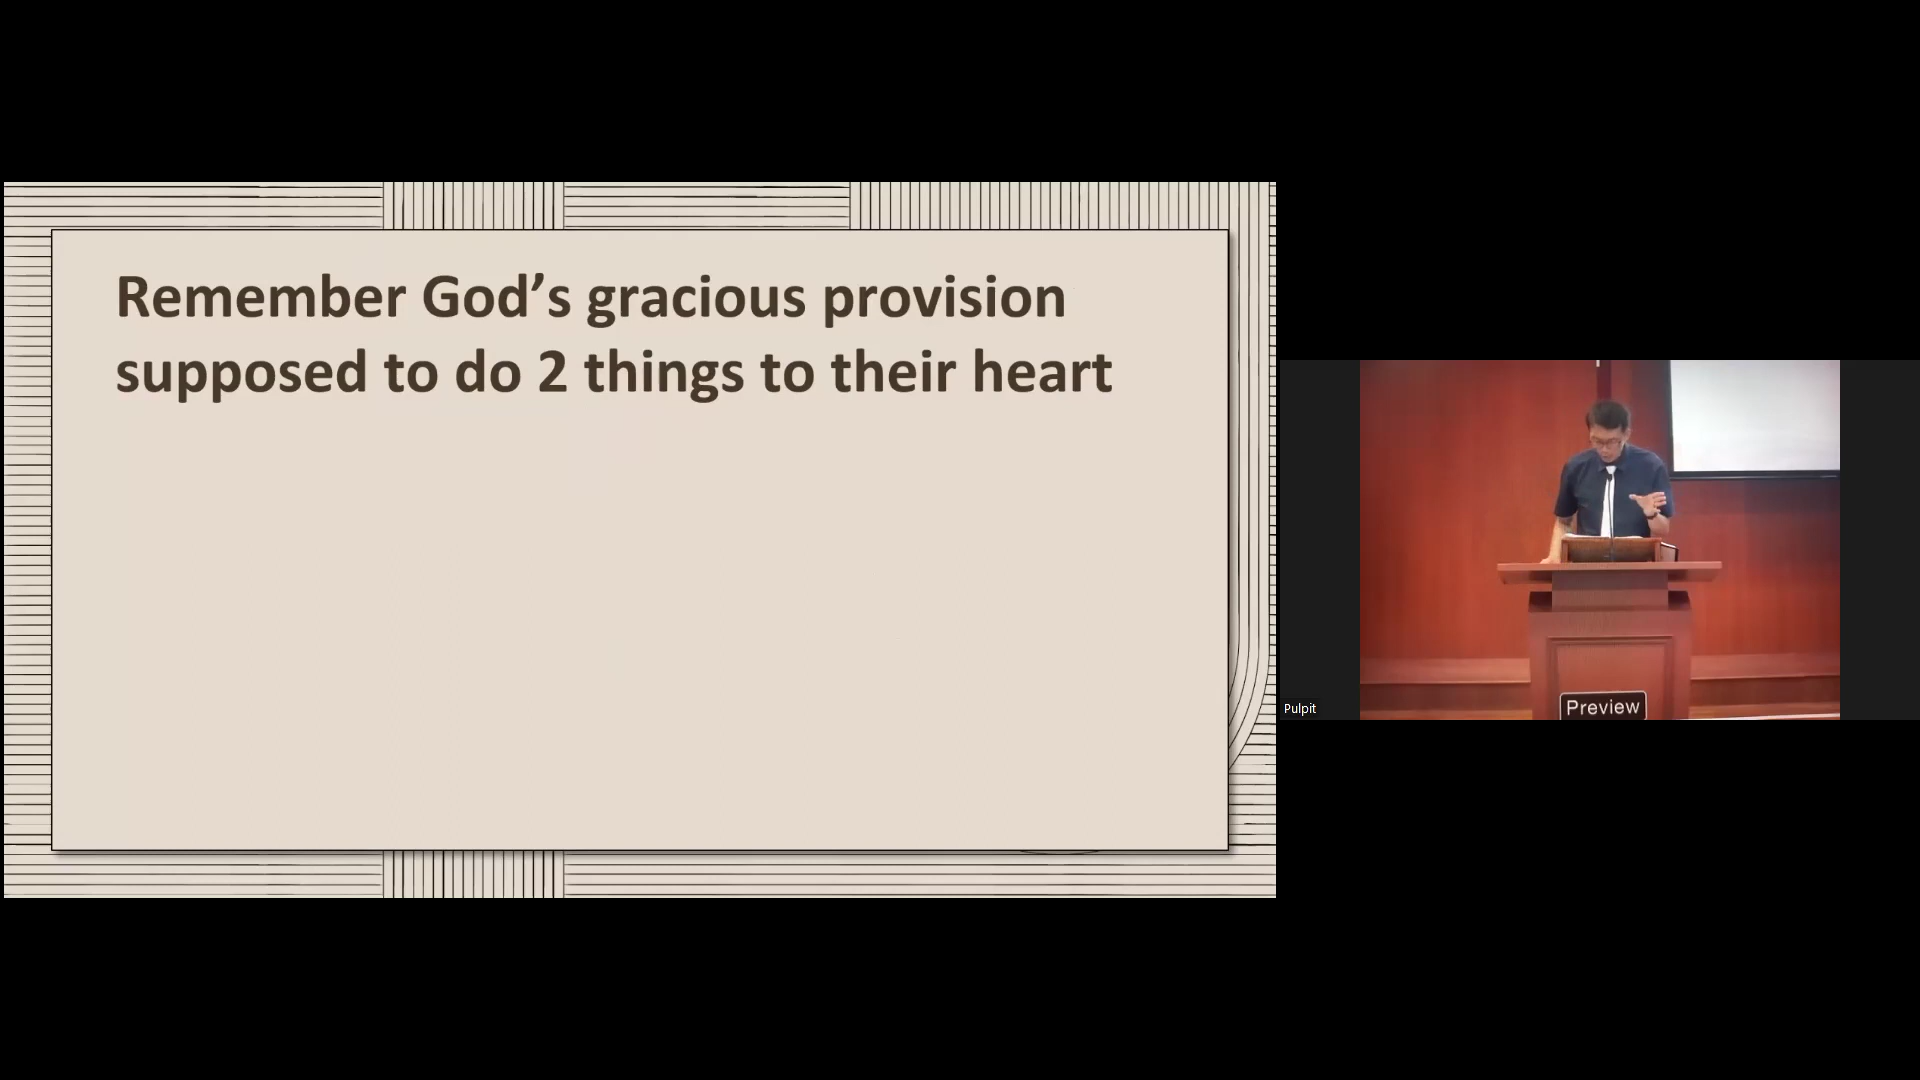 Remember God’s gracious provision
supposed to do 2 things to their heart
Pulpit
Preview